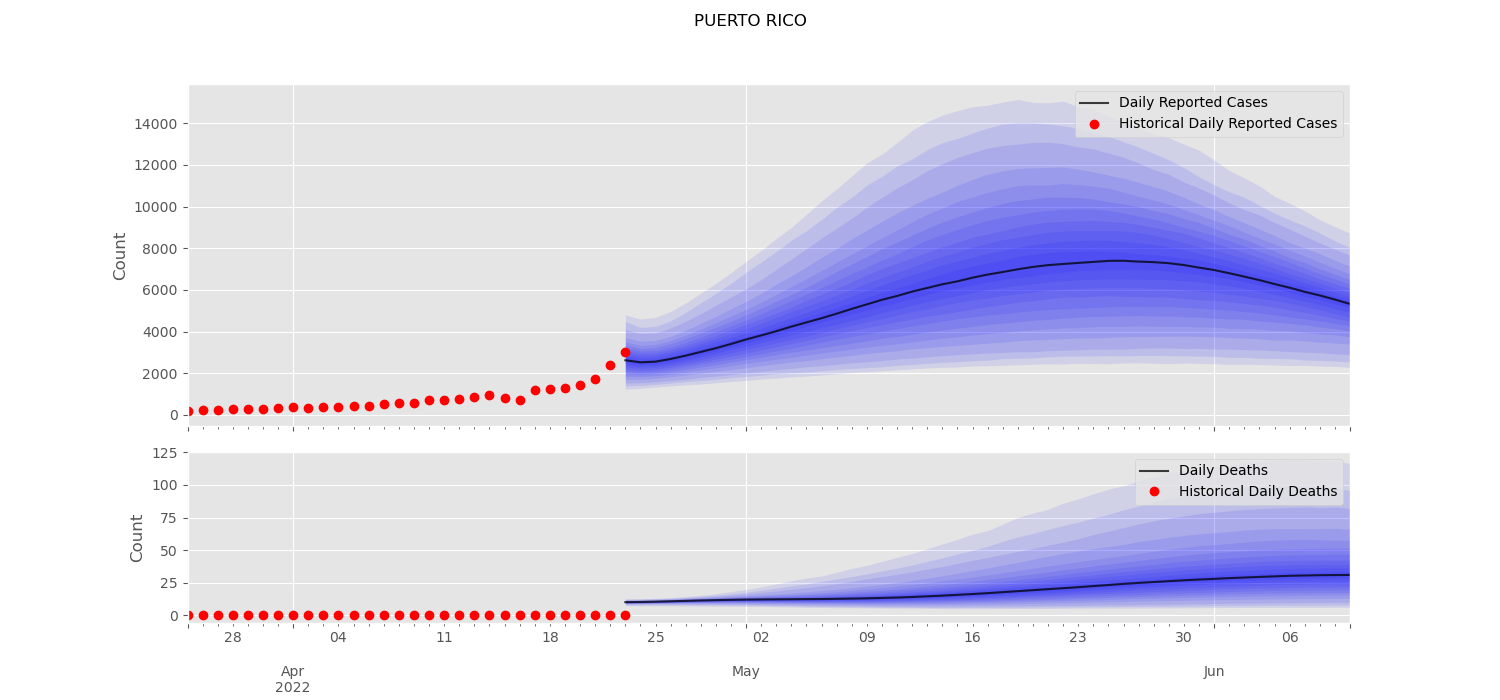 PUERTO RICO
Daily Reported Cases
Historical Daily Reported Cases
14000
12000
10000
8000
6000
4000
2000
0
Count
Daily Deaths
Historical Daily Deaths
125
100
75
50
25
0
Count
28 04 11 18 25 02 09 16 23 30 06
Apr May Jun
2022